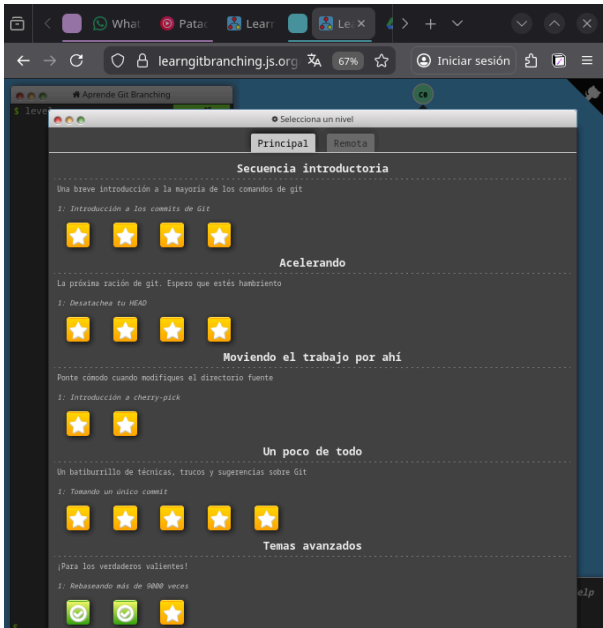 What
Patac
Learn
Le
learngitbranching.js.org
67%
Iniciar sesión
Aprende Git Branching
$ leve
C0
Selecciona un nivel
Principal
Remota
Secuencia introductoria
Una breve introducción a la mayoría de los comandos de git
1: Introducción a los commits de Git
Acelerando
La próxima ración de git. Espero que estés hambriento
1: Desatachea tu HEAD
Moviendo el trabajo por ahí
Ponte cómodo cuando modifiques el directorio fuente
1: Introducción a cherry-pick
Un poco de todo
Un batiburrillo de técnicas, trucos y sugerencias sobre Git
1: Tomando un único commit
Temas avanzados
¡Para los verdaderos valientes!
1: Rebaseando más de 9000 veces
elp
$